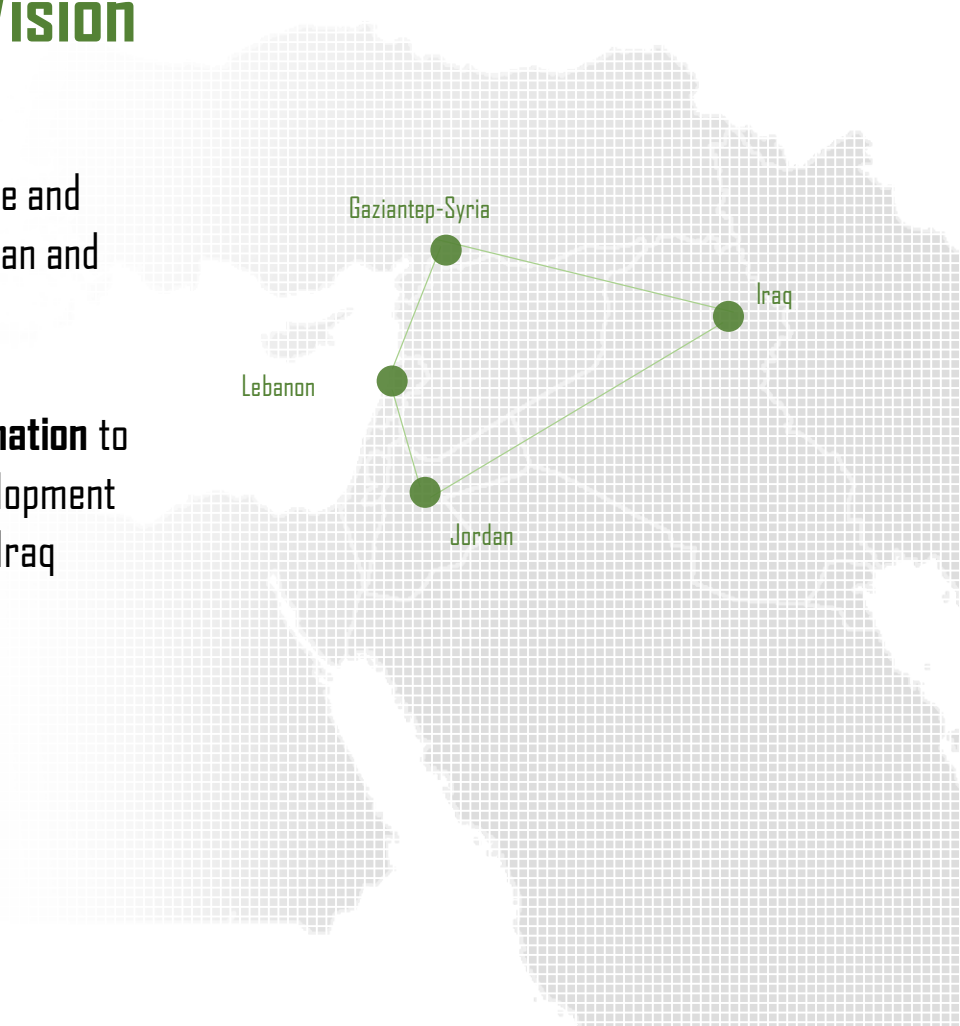 Vision
e and
an and
nation to
lopment
Iraq
Gaziantep-Syria
Iraq
Lebanon
Jordan